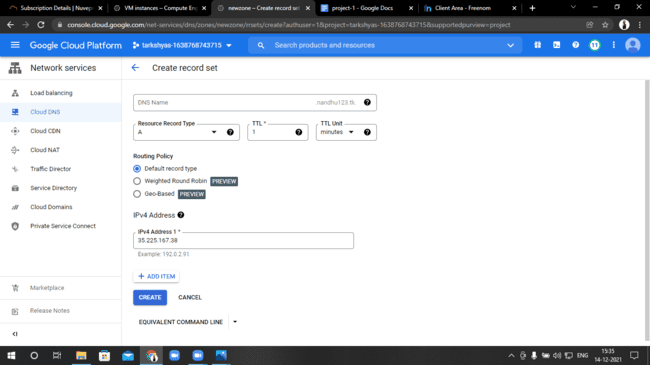 Subscription Details | Nuvep
VM instances – Compute En
newzone – Create record set
project-1 - Google Docs
Client Area - Freenom
console.cloud.google.com/net-services/dns/zones/newzone/rrsets/create?authuser=1&project=tarkshyas-1638768743715&supportedpurview=project
Google Cloud Platform
tarkshyas-1638768743715
Search products and resources
11
Network services
Create record set
Load balancing
Cloud DNS
Cloud CDN
Cloud NAT
Traffic Director
Service Directory
Cloud Domains
Private Service Connect
Marketplace
Release Notes
DNS Name
.nandhu123.tk.
Resource Record Type
A
TTL *
1
TTL Unit
minutes
Routing Policy
Default record type
Weighted Round Robin PREVIEW
Geo-Based PREVIEW
IPv4 Address
IPv4 Address 1 *
35.225.167.38
Example: 192.0.2.91
+ ADD ITEM
CREATE CANCEL
EQUIVALENT COMMAND LINE
ENG
15:35
14-12-2021